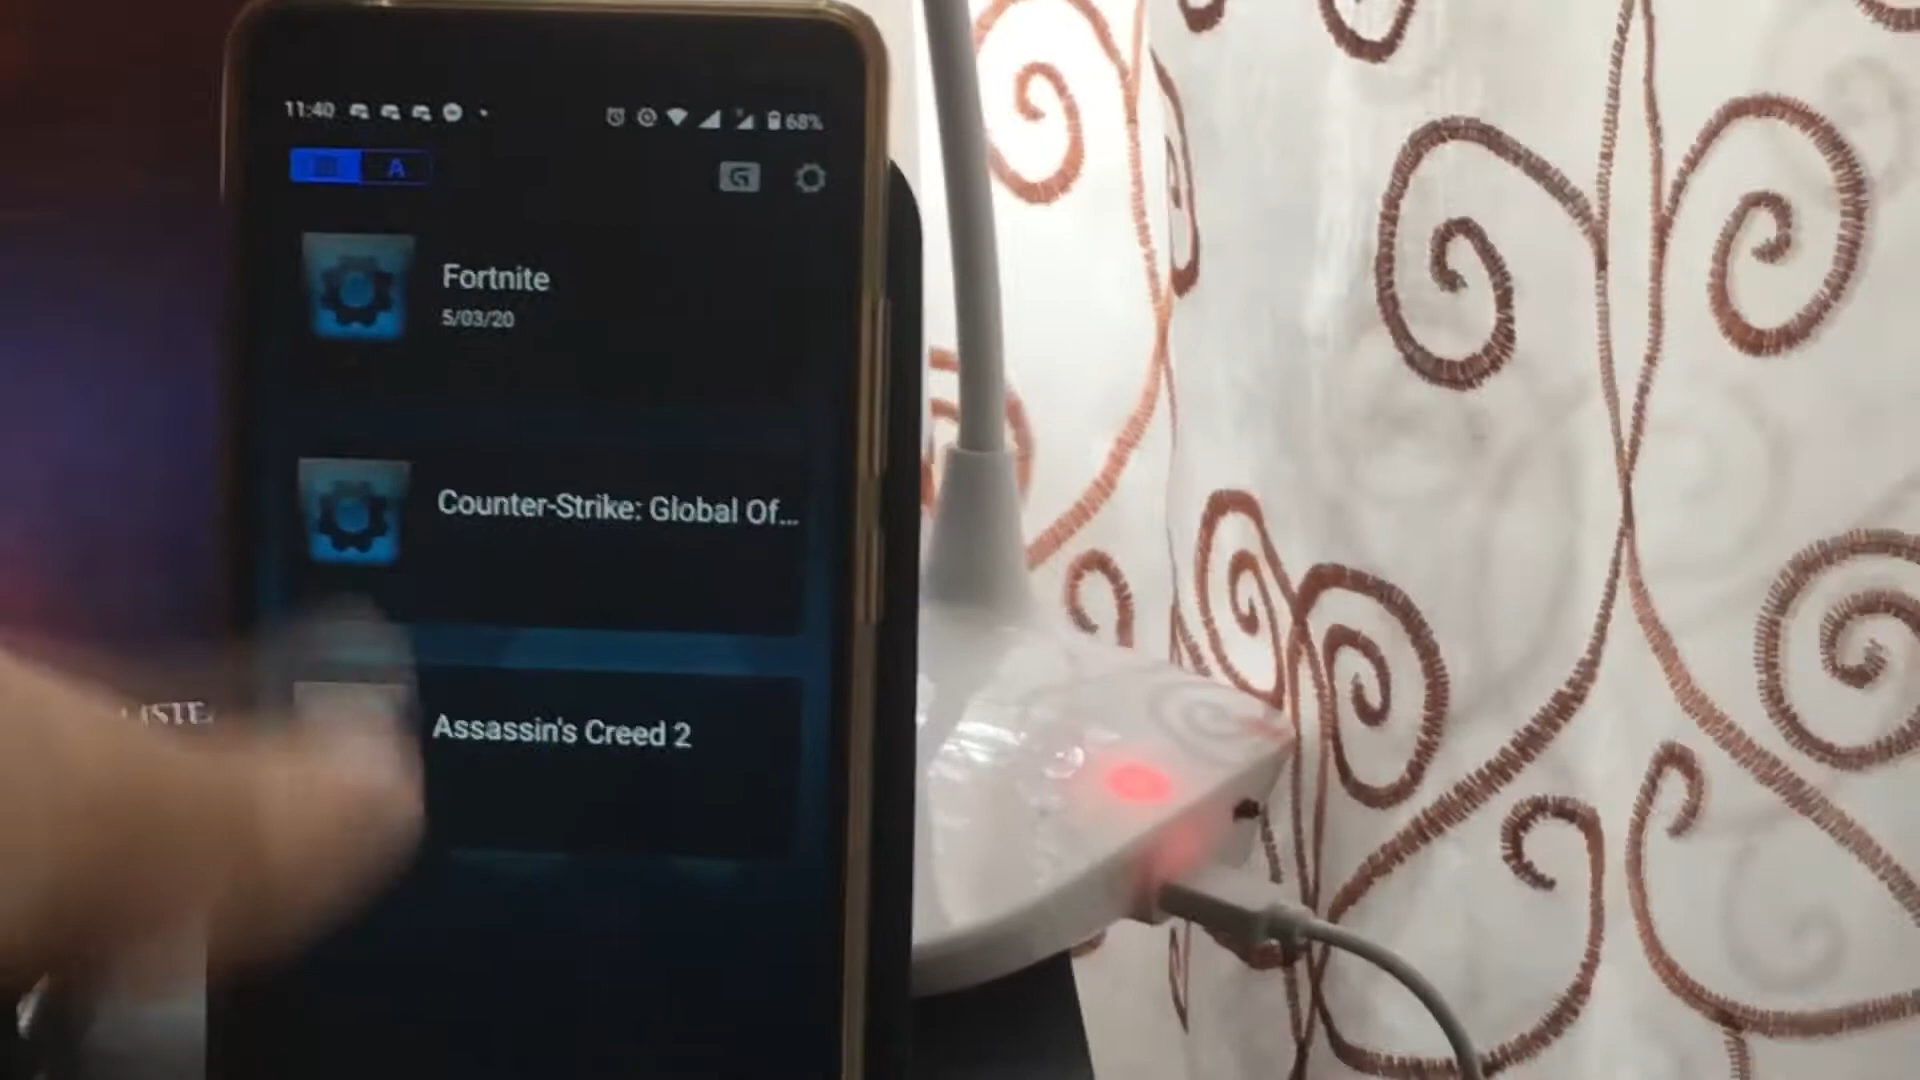 11:40
68%
A
G
Fortnite
5/03/20
Counter-Strike: Global Of...
Assassin's Creed 2